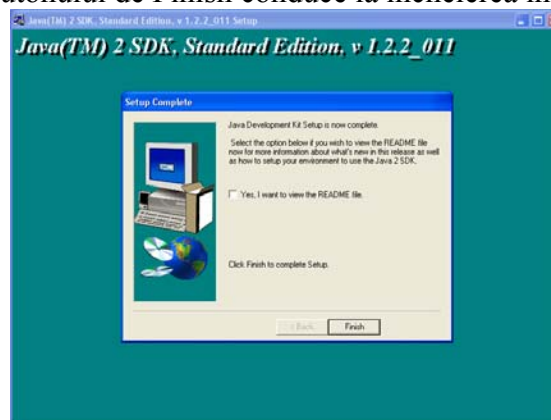 utonului de Finish conduce la incheierea in
Java(TM) 2 SDK, Standard Edition, v 1.2.2_011 Setup
Java(TM) 2 SDK, Standard Edition, v 1.2.2_011
Setup Complete
Java Development Kit Setup is now complete.
Select the option below if you wish to view the README file
now for more information about what's new in this release as well
as how to setup your environment to use the Java 2 SDK.
Yes, I want to view the README file.
Click Finish to complete Setup.
< Back
Finish